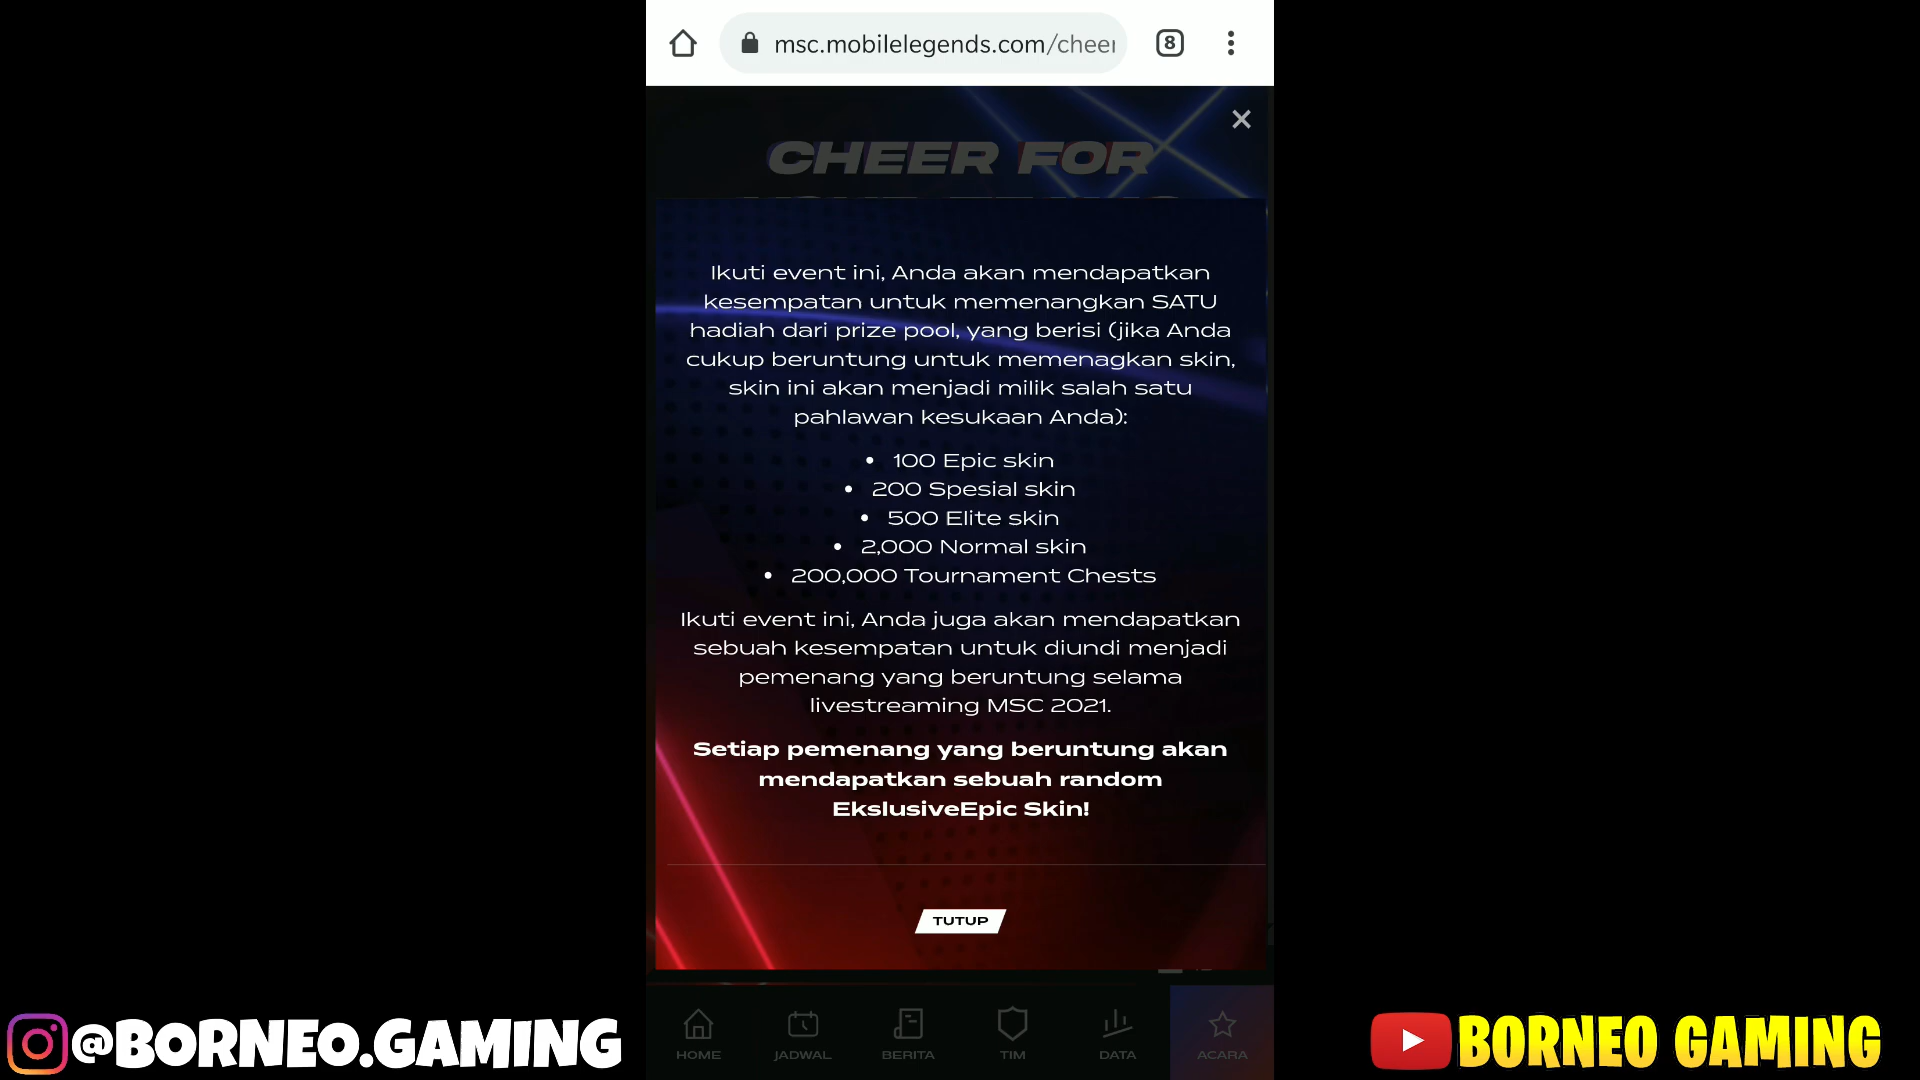 msc.mobilelegends.com/cheer
8
CHEER FOR
Ikuti event ini, Anda akan mendapatkan
kesempatan untuk memenangkan SATU
hadiah dari prize pool, yang berisi (jika Anda
cukup beruntung untuk memenagkan skin,
skin ini akan menjadi milik salah satu
pahlawan kesukaan Anda):
• 100 Epic skin
• 200 Spesial skin
• 500 Elite skin
• 2,000 Normal skin
• 200,000 Tournament Chests
Ikuti event ini, Anda juga akan mendapatkan
sebuah kesempatan untuk diundi menjadi
pemenang yang beruntung selama
livestreaming MSC 2021.
Setiap pemenang yang beruntung akan
mendapatkan sebuah random
EkslusiveEpic Skin!
TUTUP
HOME JADWAL BERITA TIM DATA ACARA
@BORNEO.GAMING
BORNEO GAMING